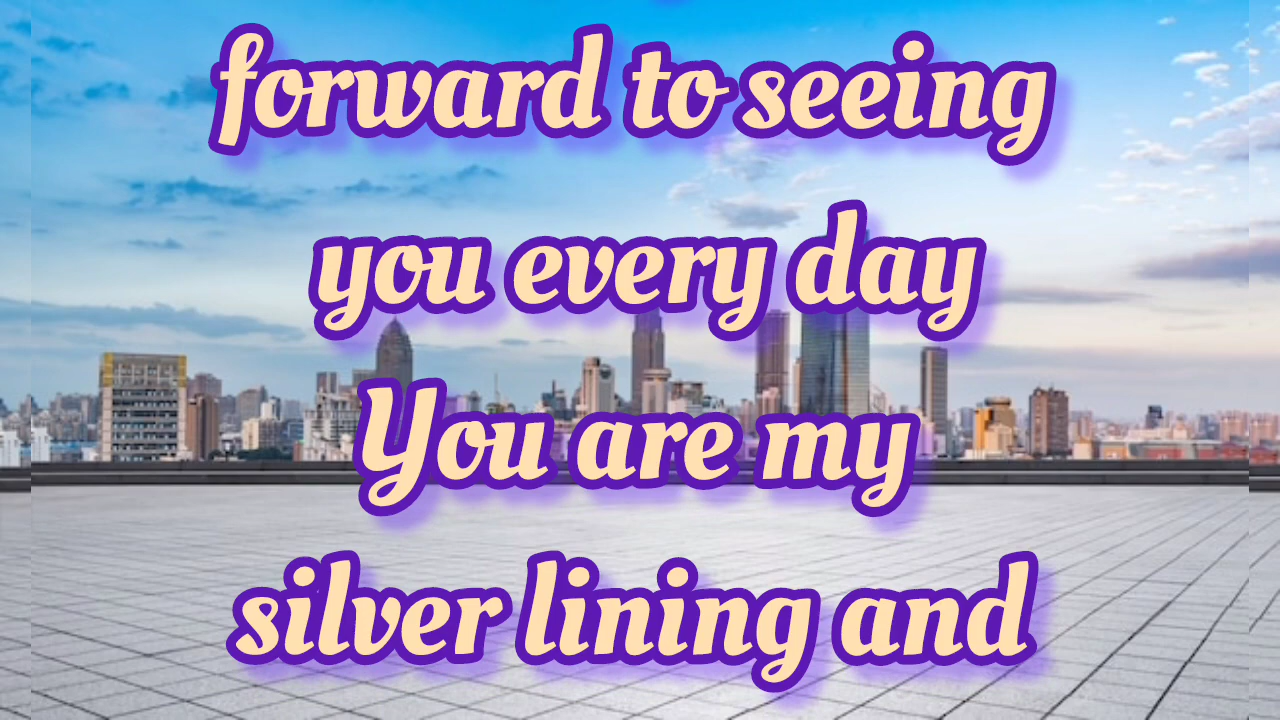 forward to seeing
you every day
You are my
silver lining and